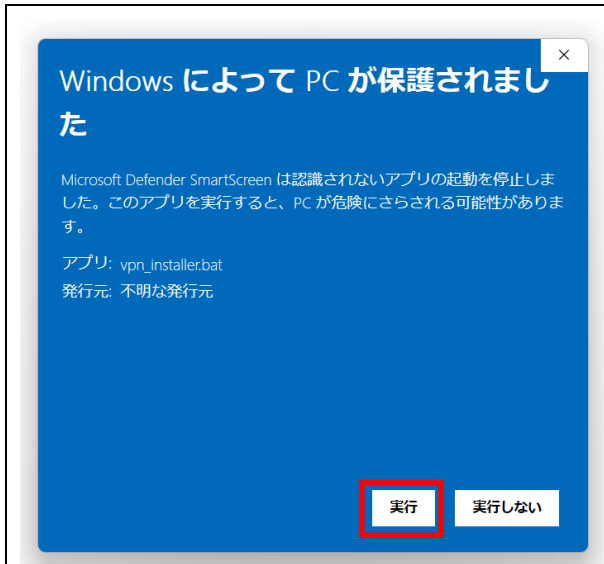 Windows によって PC が保護されまし
た
Microsoft Defender SmartScreen は認識されないアプリの起動を停止しま
した。このアプリを実行すると、PC が危険にさらされる可能性がありま
す。
アプリ: vpn_installer.bat
発行元: 不明な発行元
実行 実行しない